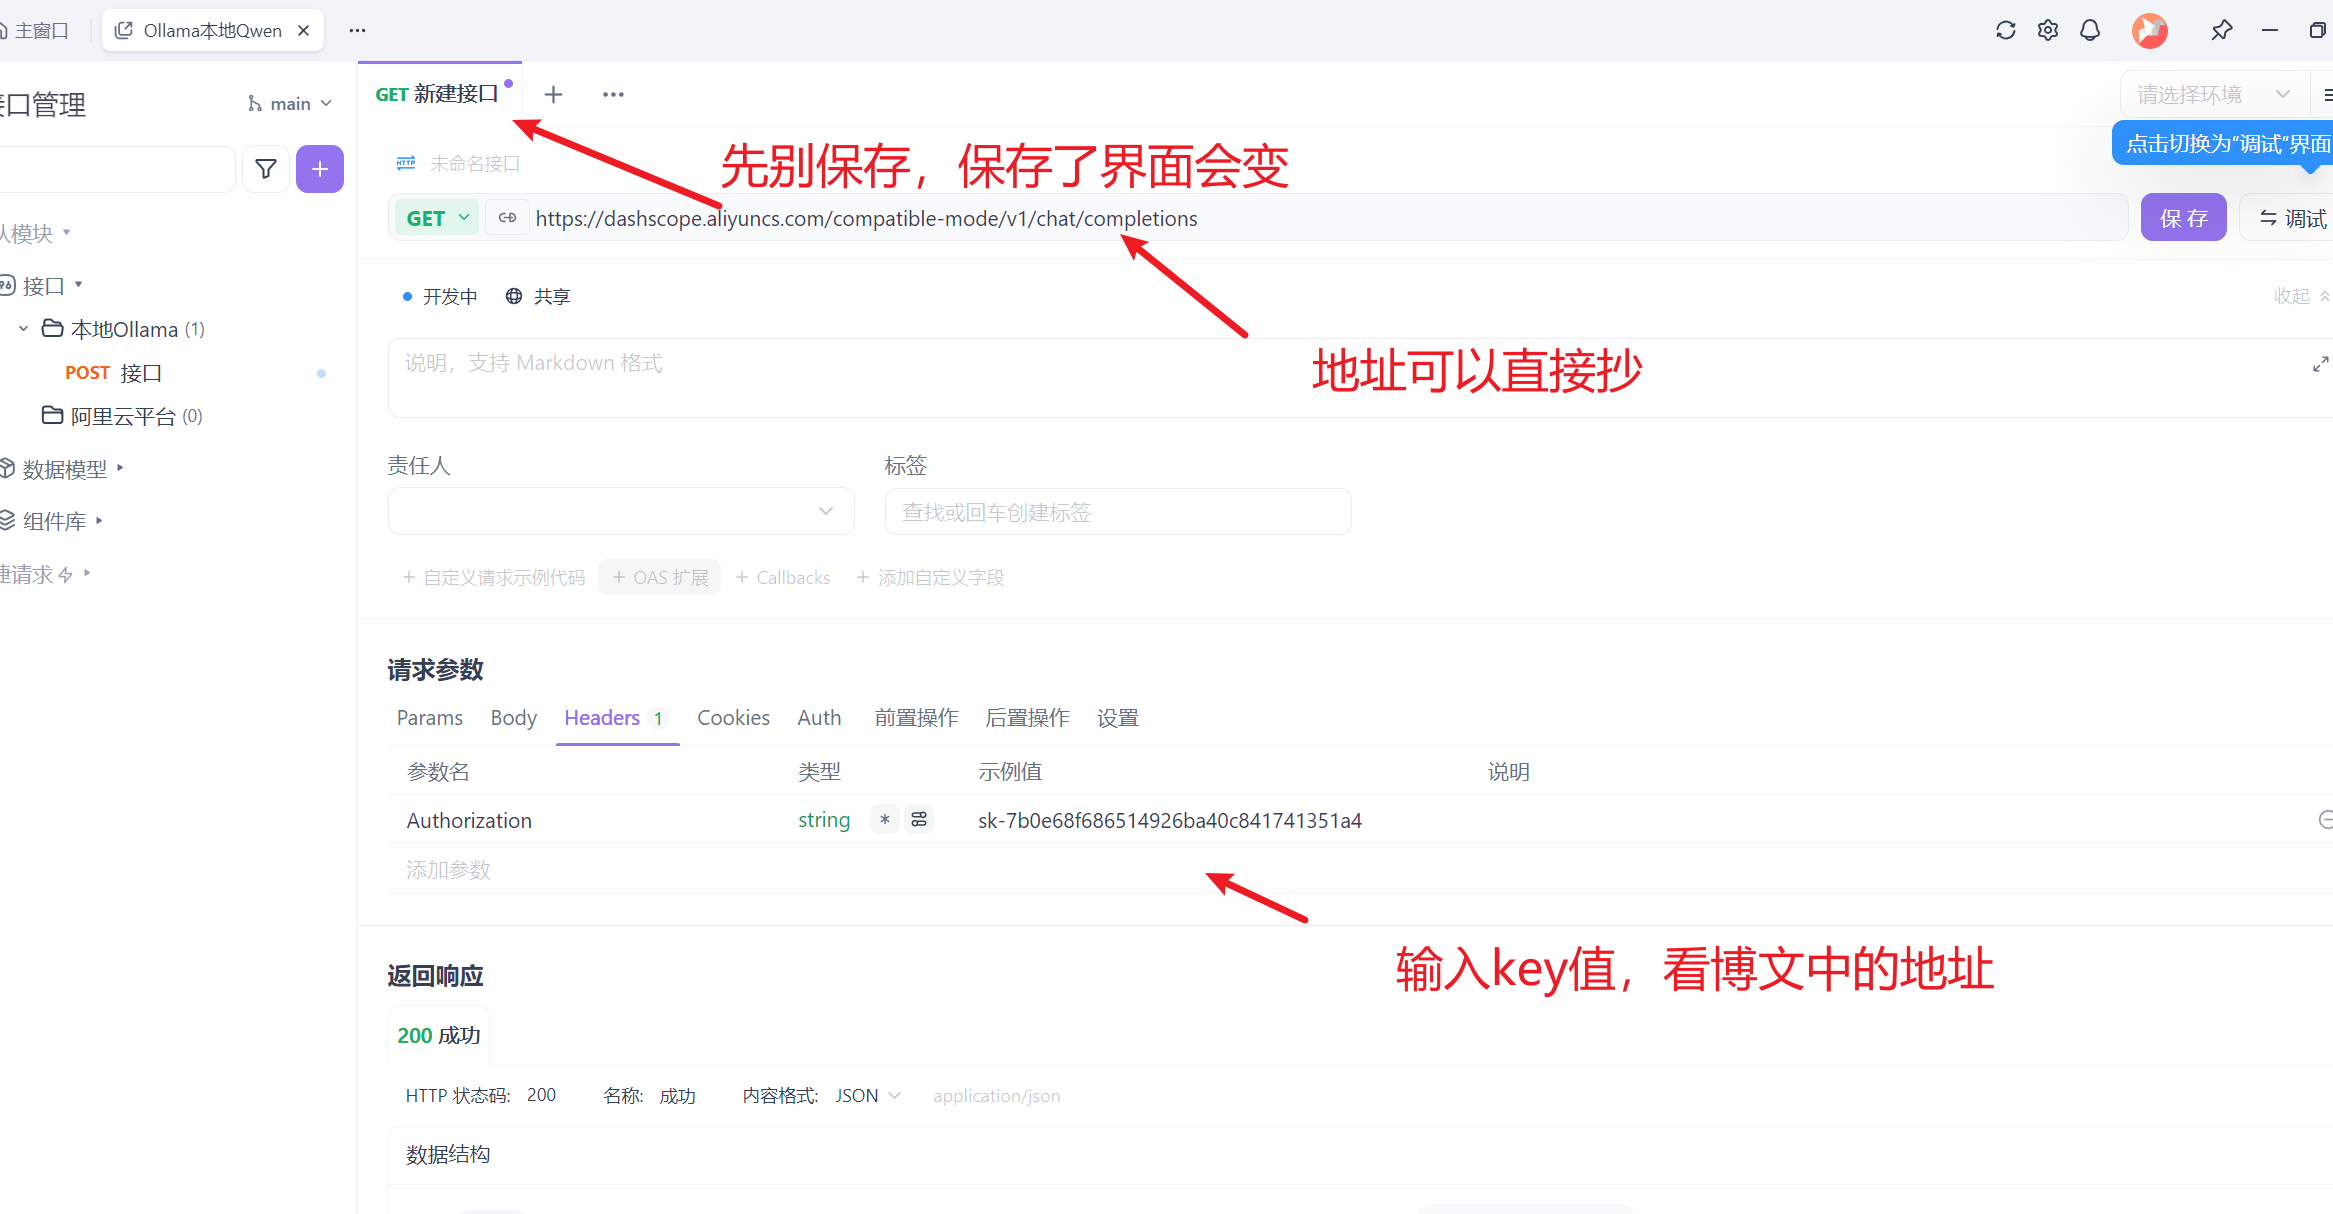 主窗口
Ollama本地Qwen
口管理
main
GET 新建接口
请选择环境
点击切换为“调试”界面
未命名接口
先别保存，保存了界面会变
GET
https://dashscope.aliyuncs.com/compatible-mode/v1/chat/completions
保 存
调试
模块
接口
开发中
共享
收起
本地Ollama (1)
说明，支持 Markdown 格式
地址可以直接抄
POST 接口
阿里云平台 (0)
责任人
标签
数据模型
查找或回车创建标签
组件库
捷请求
+ 自定义请求示例代码
+ OAS 扩展
+ Callbacks
+ 添加自定义字段
请求参数
Params
Body
Headers 1
Cookies
Auth
前置操作
后置操作
设置
参数名
类型
示例值
说明
Authorization
string
*
sk-7b0e68f686514926ba40c841741351a4
添加参数
输入key值，看博文中的地址
返回响应
200 成功
HTTP 状态码: 200
名称: 成功
内容格式: JSON
application/json
数据结构